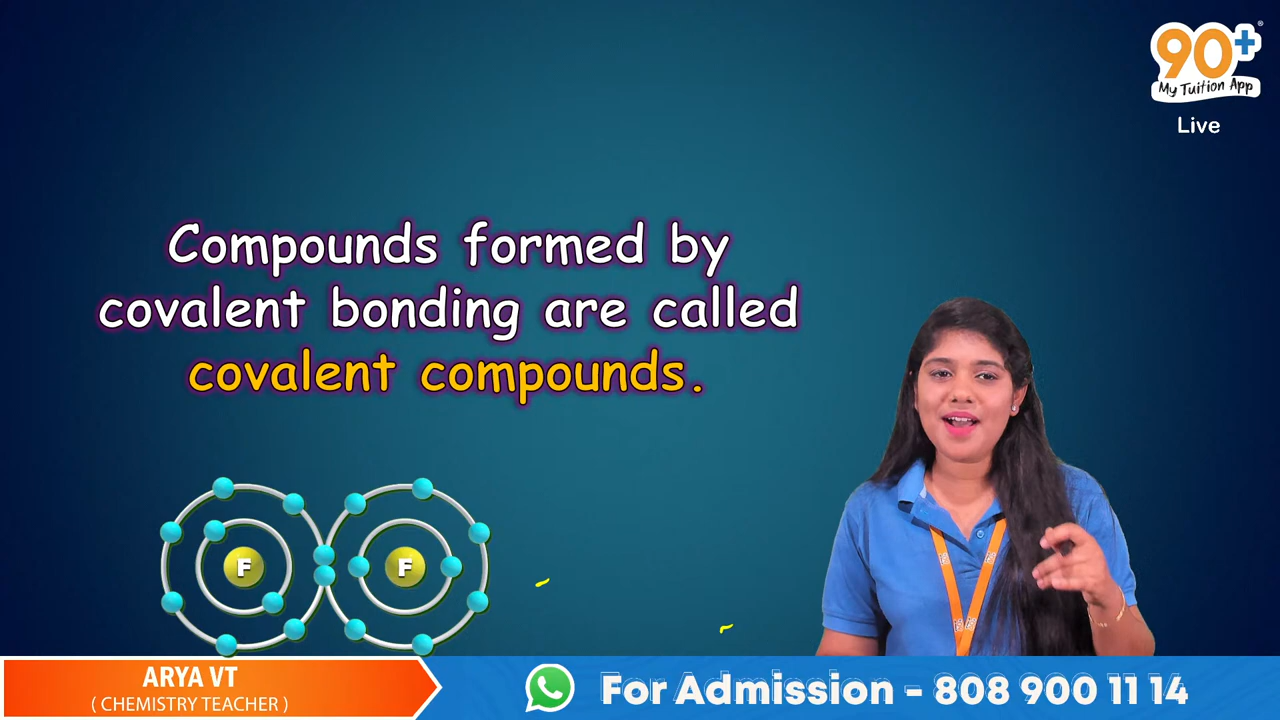 90+
My Tuition App
Live
Compounds formed by
covalent bonding are called
covalent compounds.
F
F
ARYA VT
( CHEMISTRY TEACHER )
For Admission - 808 900 11 14